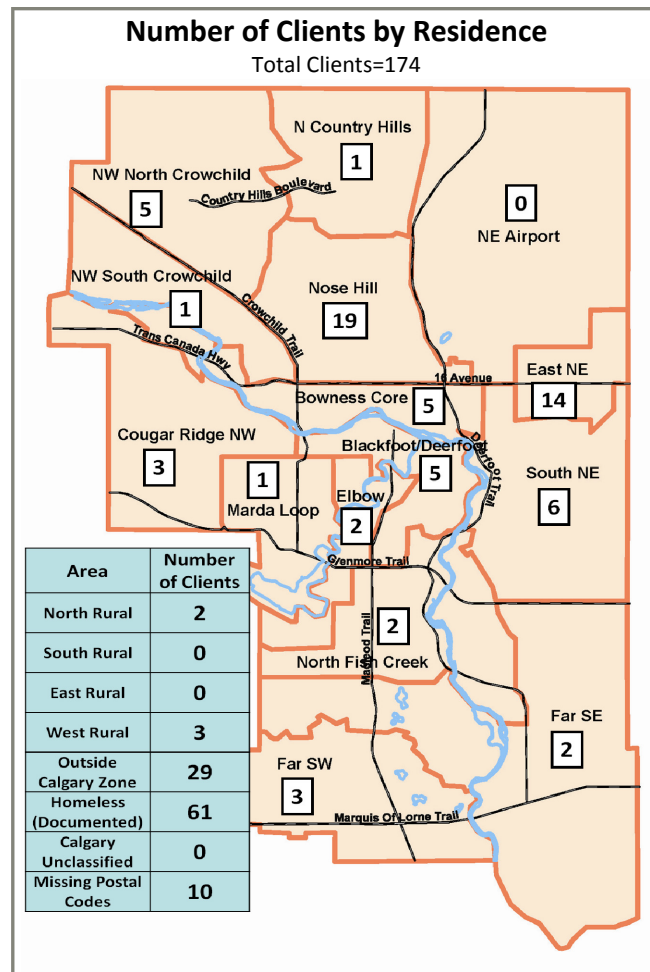 Number of Clients by Residence
Total Clients=174
N Country Hills
1
NW North Crowchild
5
Country Hills Boulevard
0
NE Airport
NW South Crowchild
1
Nose Hill
19
Crowchild Trail
Trans Canada Hwy
16 Avenue
East NE
14
Bowness Core
5
Cougar Ridge NW
3
Blackfoot/Deerfoot
5
Deerfoot Trail
South NE
6
1
Marda Loop
Elbow
2
Glenmore Trail
2
North Fish Creek
Macleod Trail
Far SE
2
Far SW
3
Marquis Of Lorne Trail
Area
Number
of Clients
North Rural 2
South Rural 0
East Rural 0
West Rural 3
Outside
Calgary Zone 29
Homeless
(Documented) 61
Calgary
Unclassified 0
Missing Postal
Codes 10